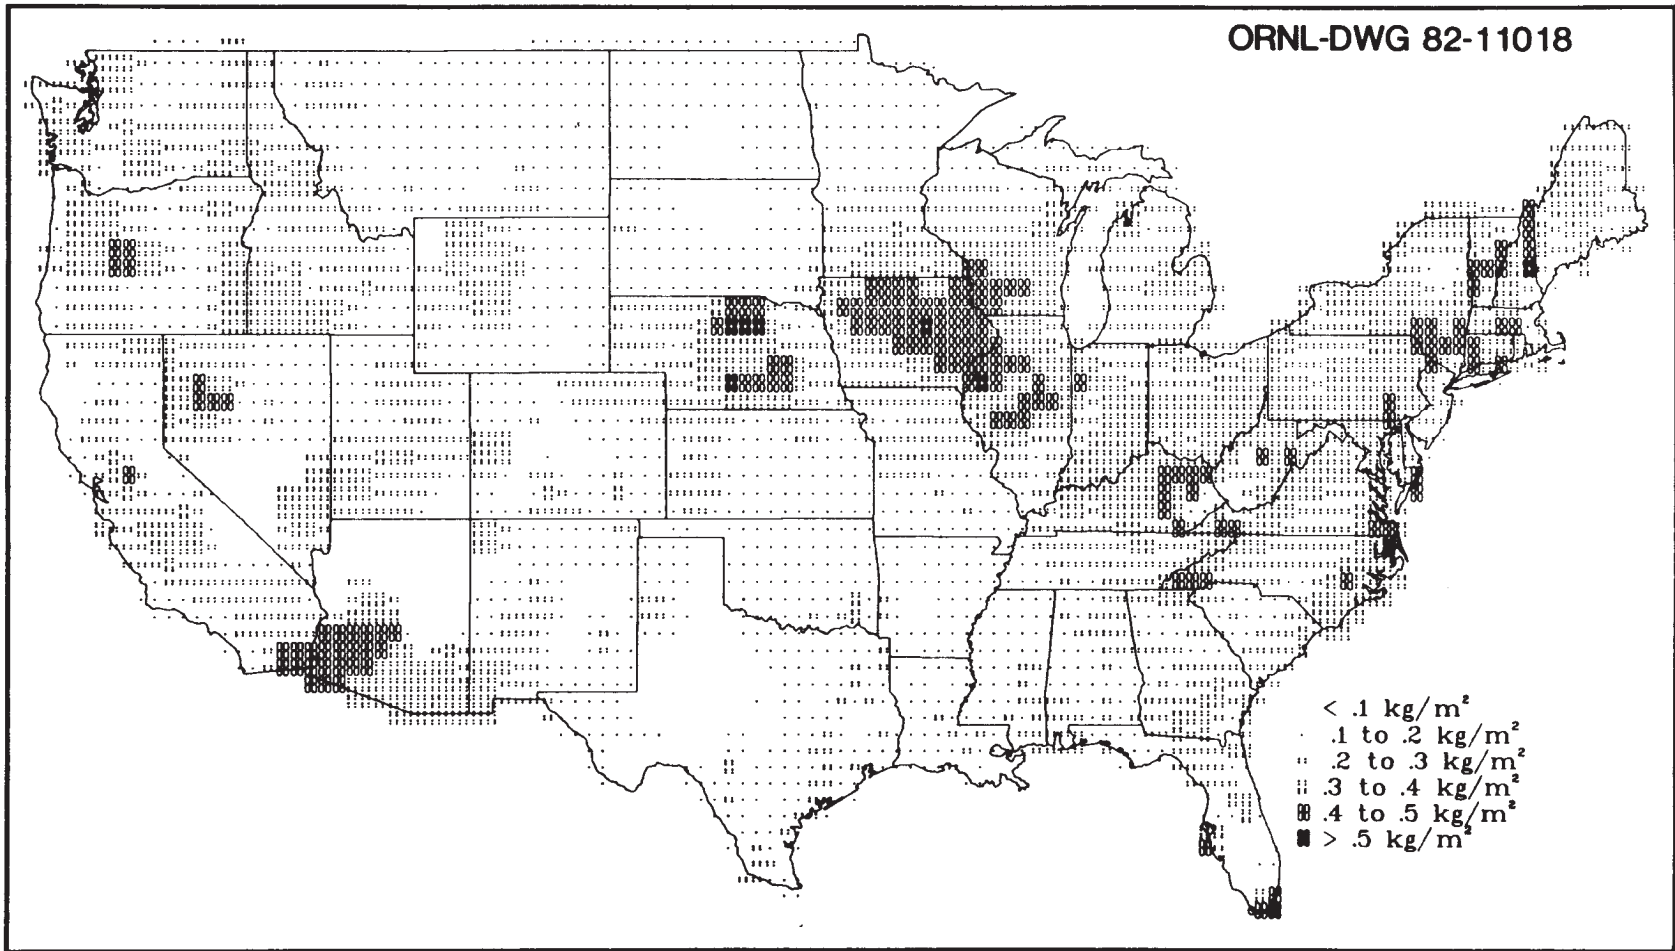 ORNL-DWG 82-11018
< .1 kg/m²
.1 to .2 kg/m²
.2 to .3 kg/m²
.3 to .4 kg/m²
.4 to .5 kg/m²
> .5 kg/m²